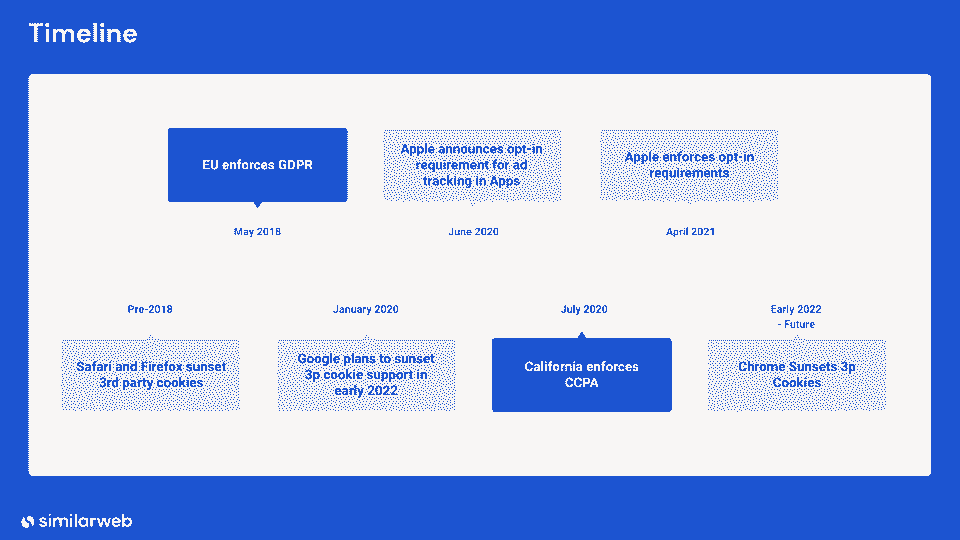 Timeline
EU enforces GDPR
May 2018
Apple announces opt-in
requirement for ad
tracking in Apps
June 2020
Apple enforces opt-in
requirements
April 2021
Pre-2018
Safari and Firefox sunset
3rd party cookies
January 2020
Google plans to sunset
3p cookie support in
early 2022
July 2020
California enforces
CCPA
Early 2022
- Future
Chrome Sunsets 3p
Cookies
similarweb